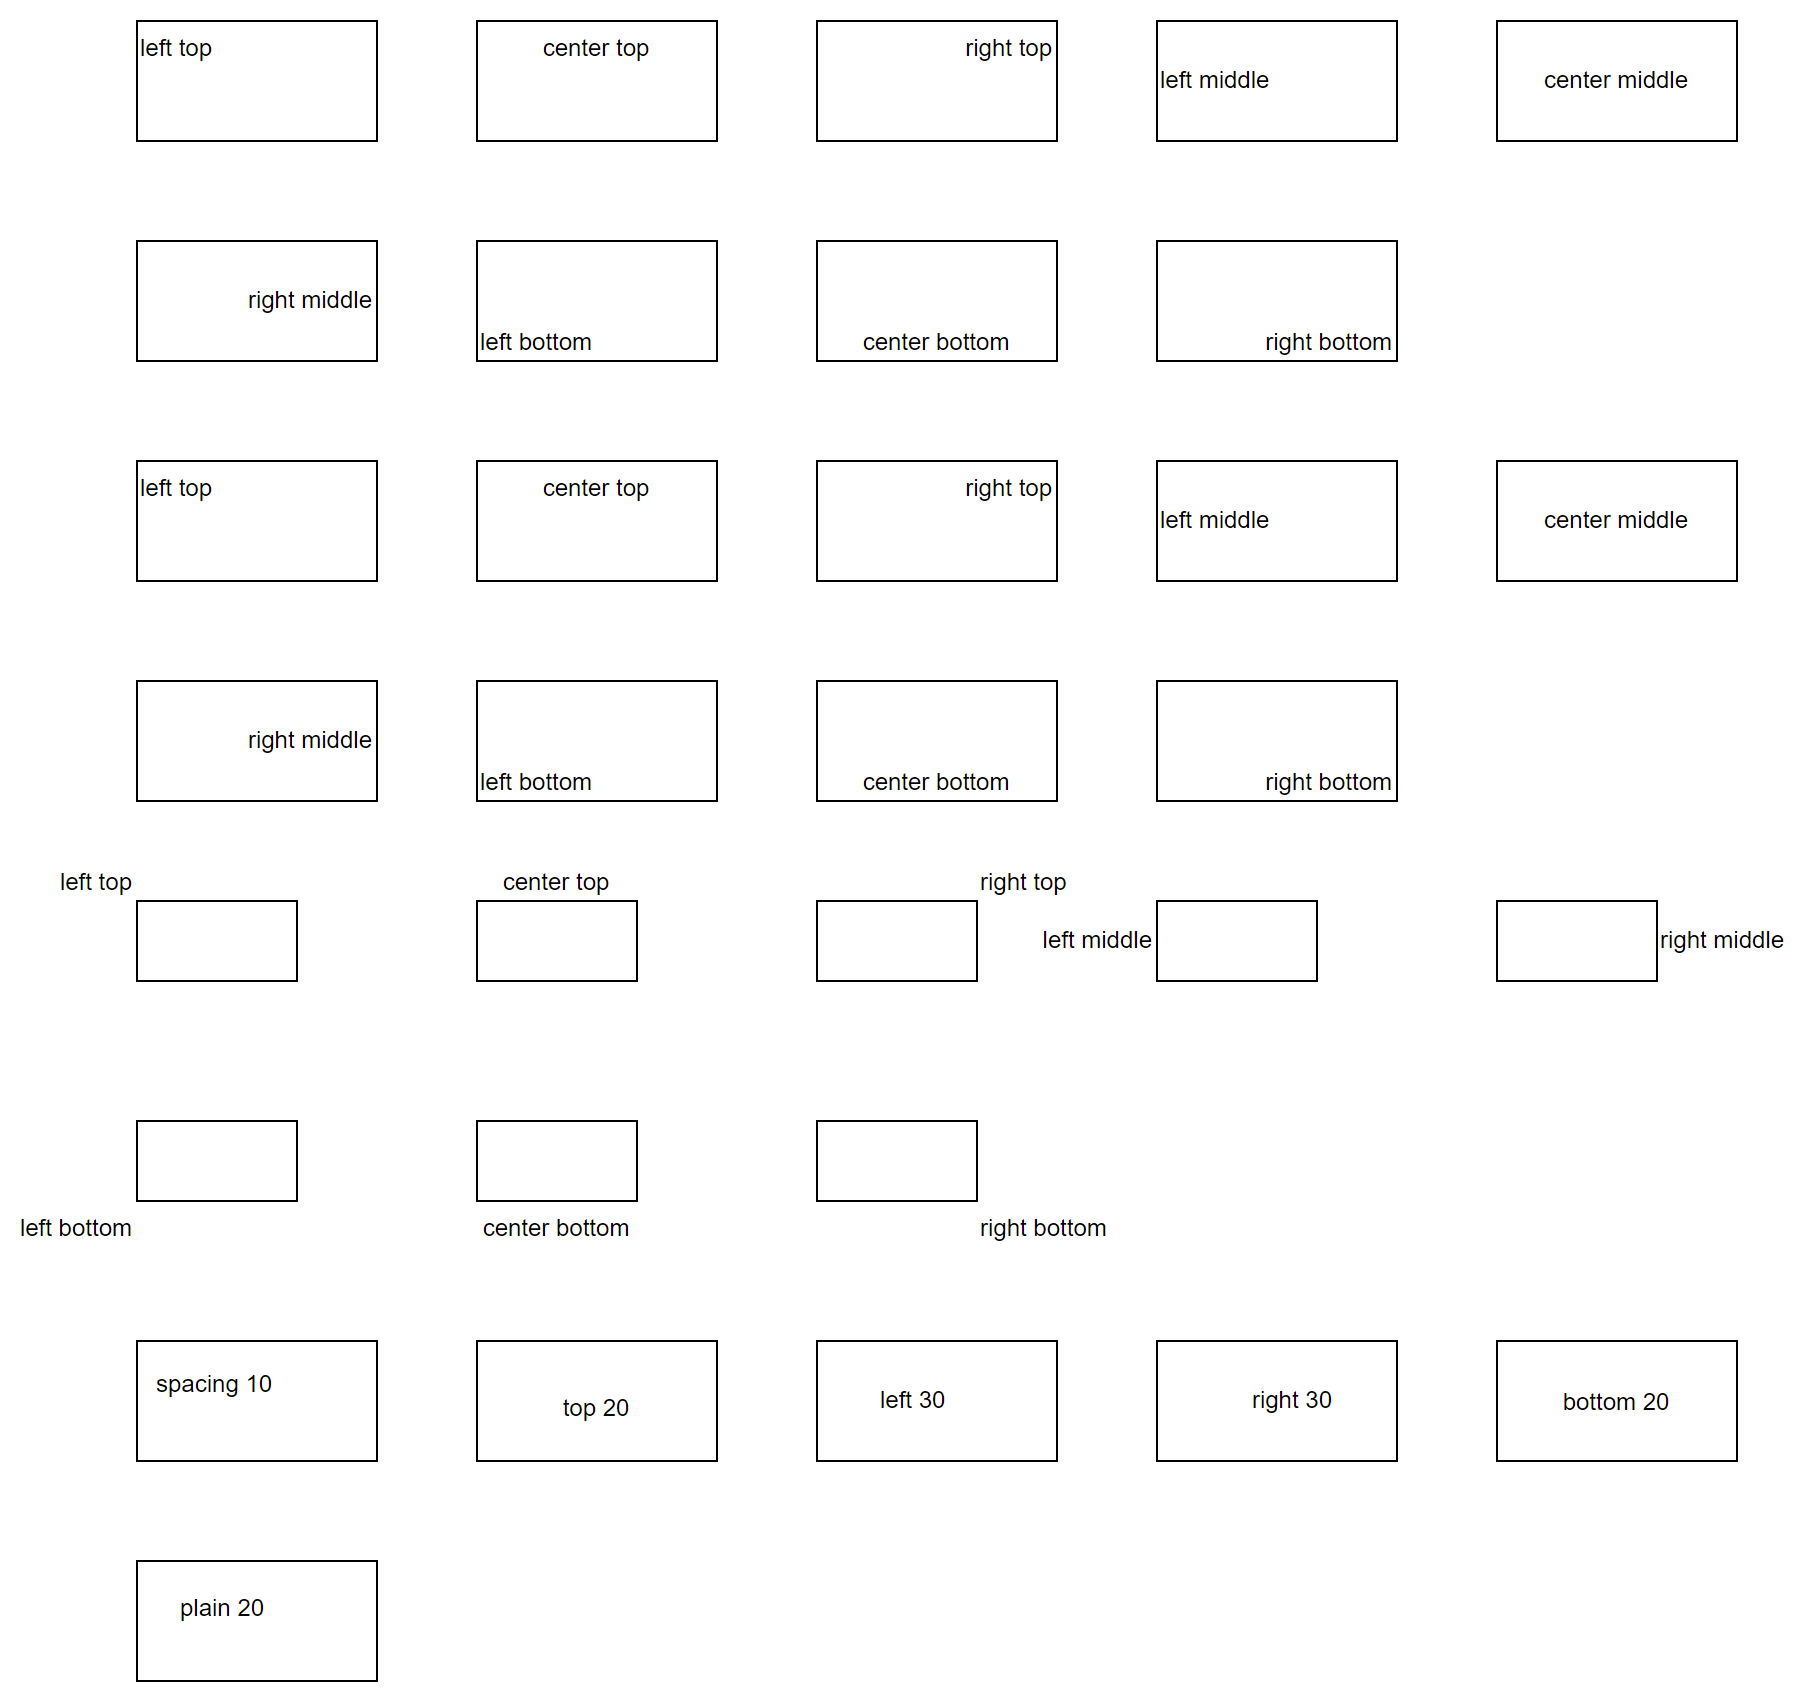 left top
center top
right top
left middle
center middle
right middle
left bottom
center bottom
right bottom
left top
center top
right top
left middle
center middle
right middle
left bottom
center bottom
right bottom
left top
center top
right top
left middle
right middle
left bottom
center bottom
right bottom
spacing 10
top 20
left 30
right 30
bottom 20
plain 20